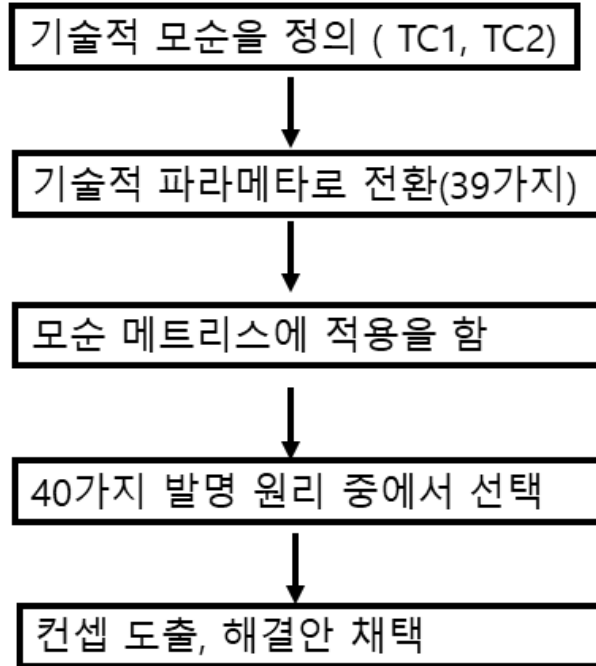 기술적 모순을 정의 ( TC1, TC2)
기술적 파라메타로 전환(39가지)
모순 메트리스에 적용을 함
40가지 발명 원리 중에서 선택
컨셉 도출, 해결안 채택